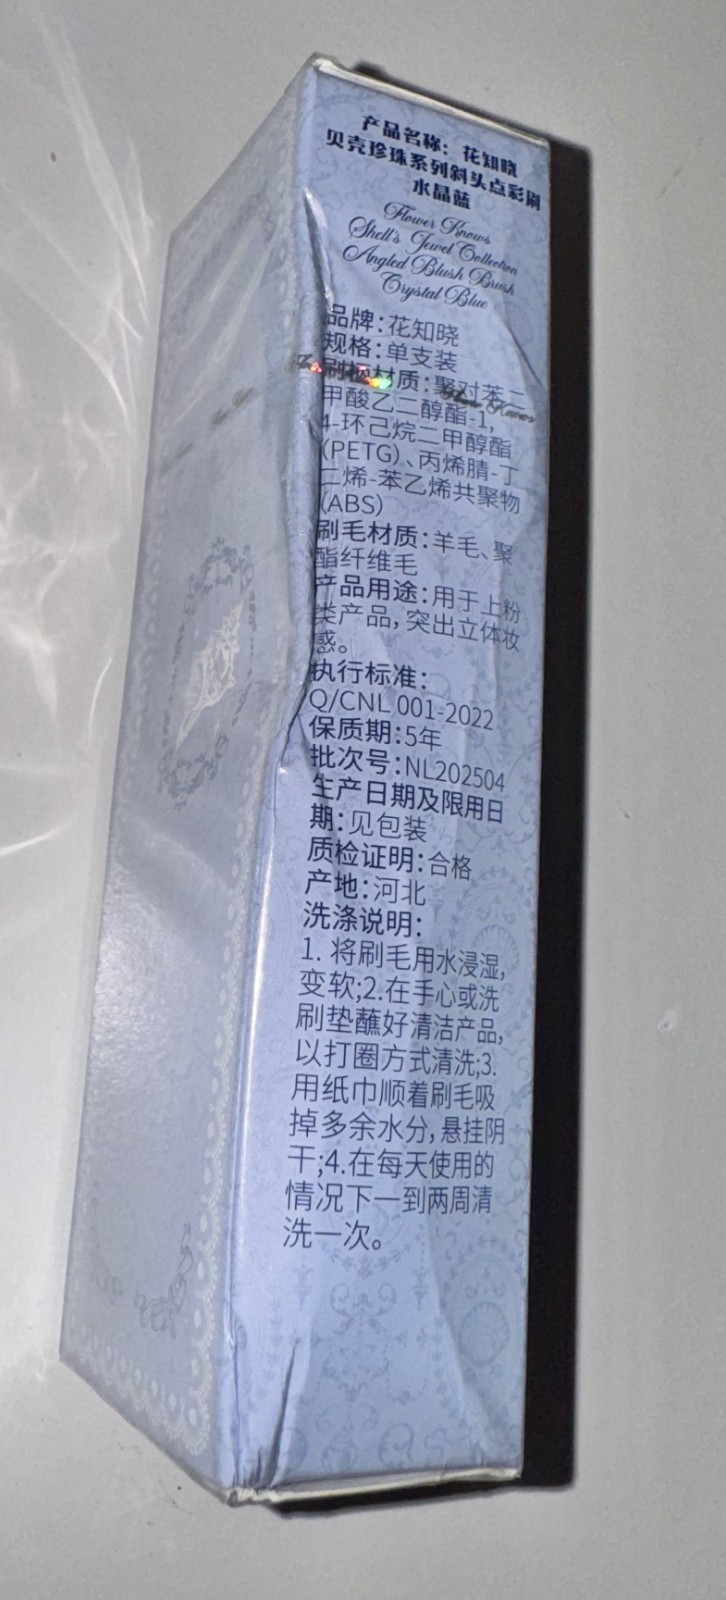 产品名称：花知晓
贝壳珍珠系列斜头点彩刷
水晶蓝
Flower Knows
Shell's Jewel Collection
Angled Blush Brush
Crystal Blue
品牌：花知晓
规格：单支装
刷柄材质：聚对苯二
甲酸乙二醇酯-1,
4-环己烷二甲醇酯
(PETG)、丙烯腈-丁
二烯-苯乙烯共聚物
(ABS)
刷毛材质：羊毛、聚
酯纤维毛
产品用途：用于上粉
类产品，突出立体妆
感。
执行标准：
Q/CNL 001-2022
保质期：5年
批次号：NL202504
生产日期及限用日
期：见包装
质检证明：合格
产地：河北
洗涤说明：
1. 将刷毛用水浸湿,
变软;2.在手心或洗
刷垫蘸好清洁产品,
以打圈方式清洗;3.
用纸巾顺着刷毛吸
掉多余水分, 悬挂阴
干;4.在每天使用的
情况下一到两周清
洗一次。